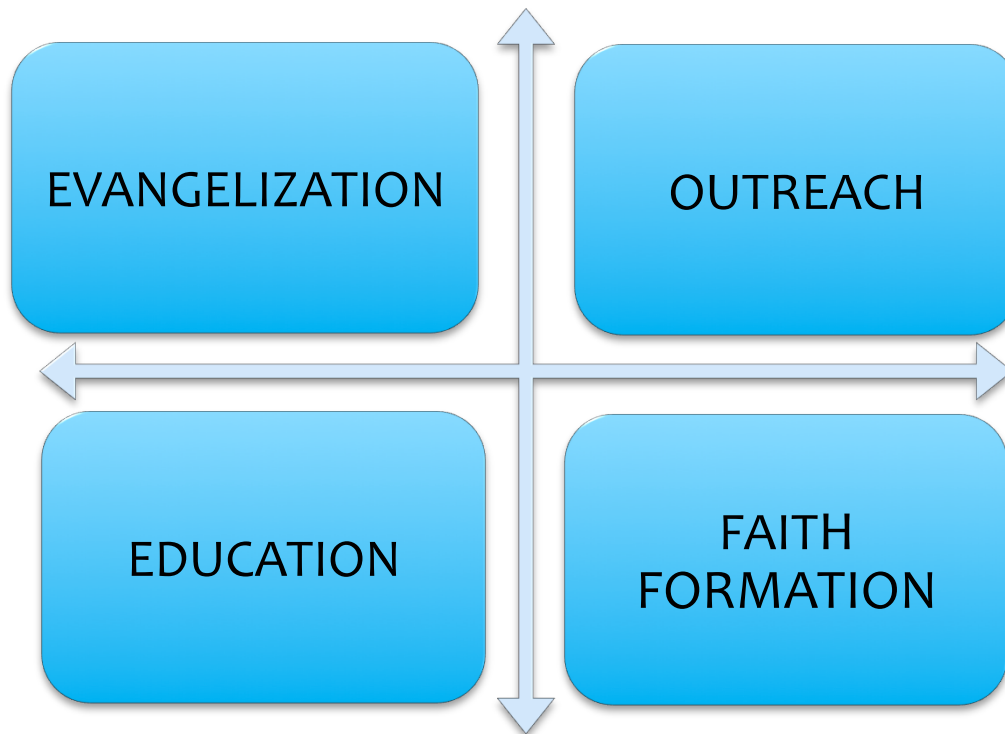 EVANGELIZATION
OUTREACH
EDUCATION
FAITH
FORMATION